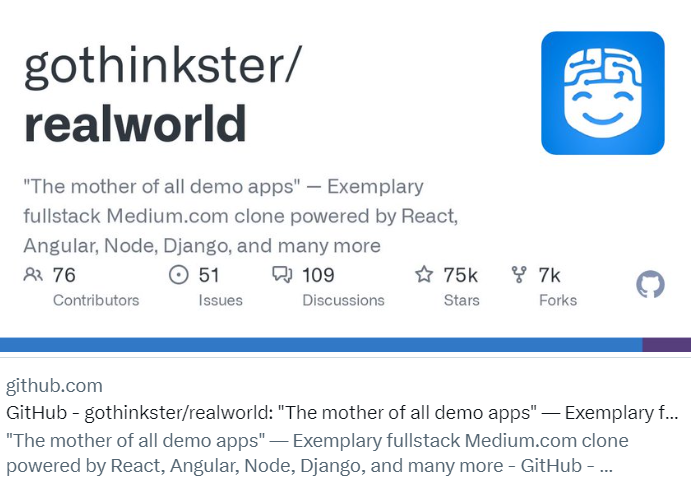 gothinkster/
realworld
"The mother of all demo apps" — Exemplary
fullstack Medium.com clone powered by React,
Angular, Node, Django, and many more
76 51 109 75k 7k
Contributors Issues Discussions Stars Forks
github.com
GitHub - gothinkster/realworld: "The mother of all demo apps" — Exemplary f...
"The mother of all demo apps" — Exemplary fullstack Medium.com clone
powered by React, Angular, Node, Django, and many more - GitHub - ...